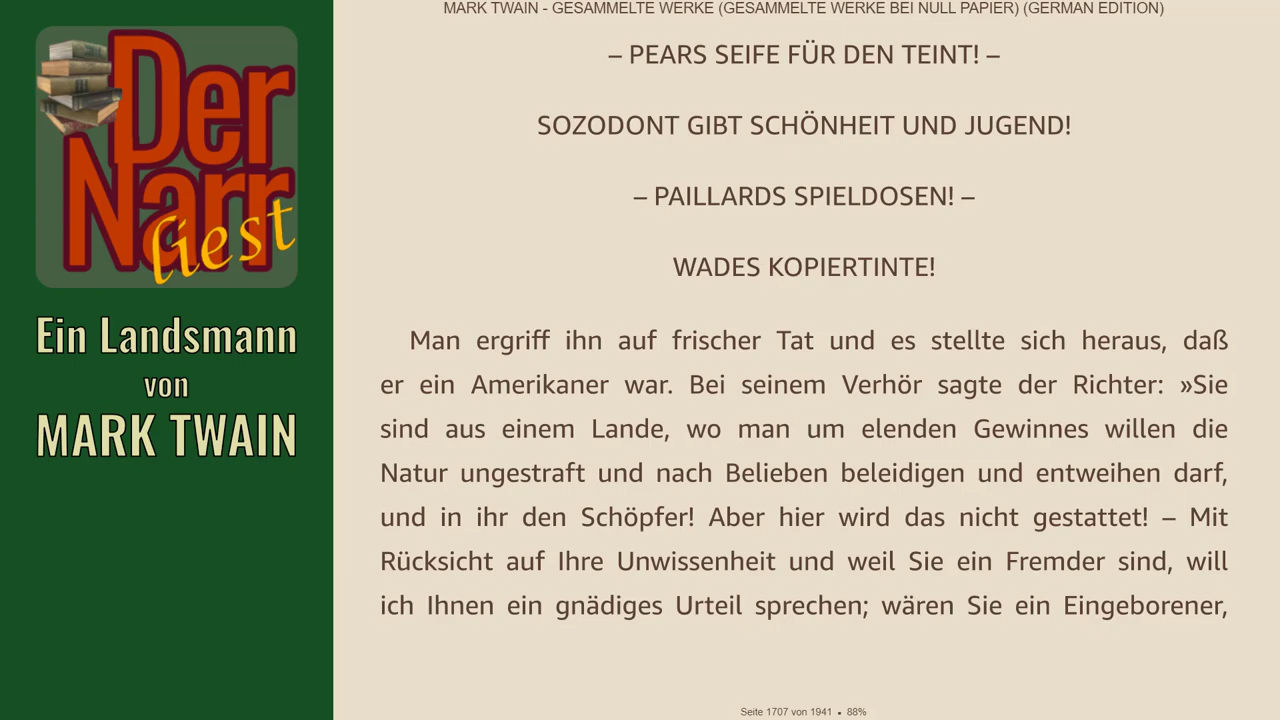 Der
Narr
liest
Ein Landsmann
von
MARK TWAIN
MARK TWAIN - GESAMMELTE WERKE (GESAMMELTE WERKE BEI NULL PAPIER) (GERMAN EDITION)
– PEARS SEIFE FÜR DEN TEINT! –
SOZODONT GIBT SCHÖNHEIT UND JUGEND!
– PAILLARDS SPIELDOSEN! –
WADES KOPIERTINTE!
Man ergriff ihn auf frischer Tat und es stellte sich heraus, daß
er ein Amerikaner war. Bei seinem Verhör sagte der Richter: »Sie
sind aus einem Lande, wo man um elenden Gewinnes willen die
Natur ungestraft und nach Belieben beleidigen und entweihen darf,
und in ihr den Schöpfer! Aber hier wird das nicht gestattet! – Mit
Rücksicht auf Ihre Unwissenheit und weil Sie ein Fremder sind, will
ich Ihnen ein gnädiges Urteil sprechen; wären Sie ein Eingeborener,
Seite 1707 von 1941 • 88%